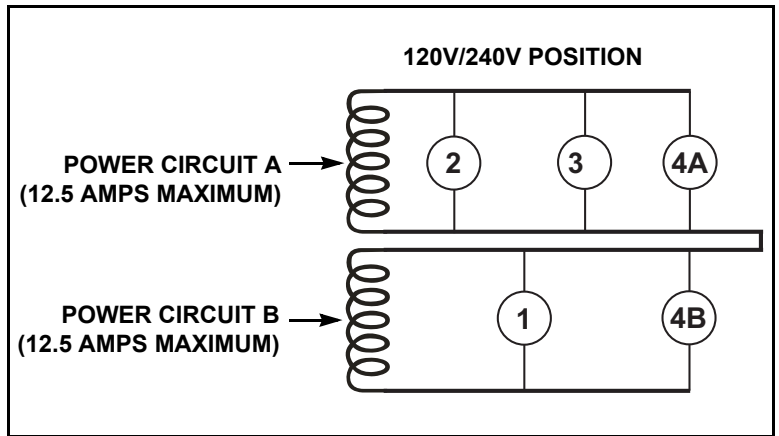 120V/240V POSITION
POWER CIRCUIT A
(12.5 AMPS MAXIMUM)
2
3
4A
POWER CIRCUIT B
(12.5 AMPS MAXIMUM)
1
4B